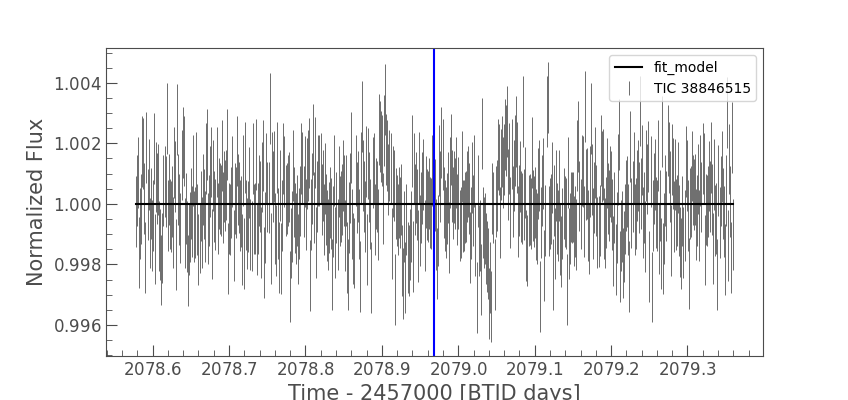 fit_model
TIC 38846515
1.004
1.002
1.000
0.998
0.996
Normalized Flux
2078.6 2078.7 2078.8 2078.9 2079.0 2079.1 2079.2 2079.3
Time - 2457000 [BTJD days]